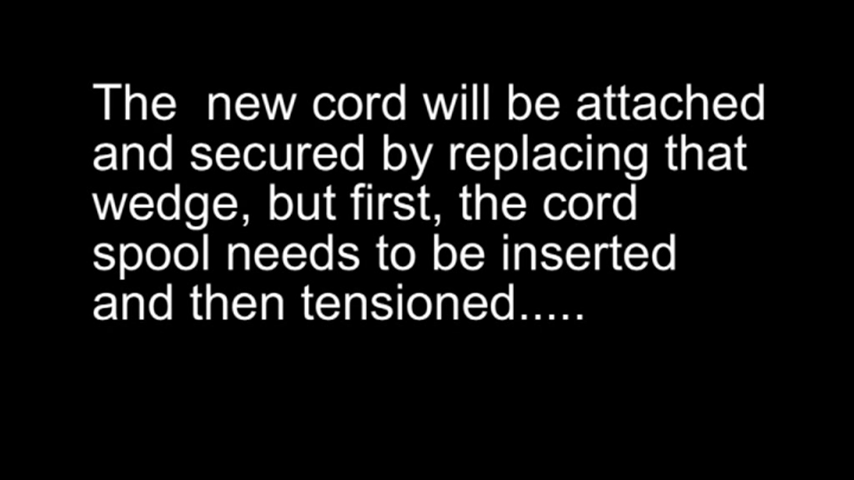 The  new cord will be attached
and secured by replacing that
wedge, but first, the cord
spool needs to be inserted
and then tensioned.....